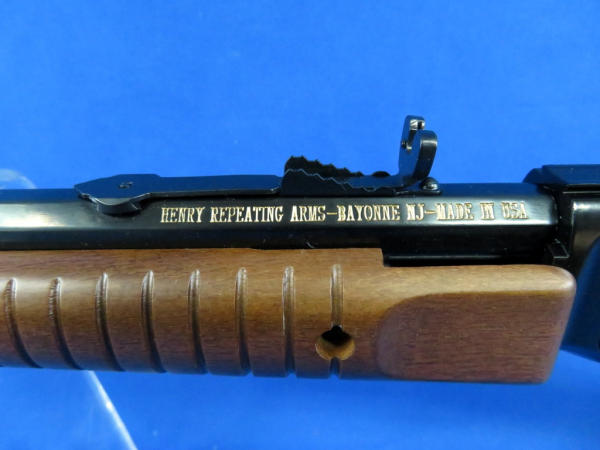 HENRY REPEATING ARMS–BAYONNE NJ–MADE IN USA